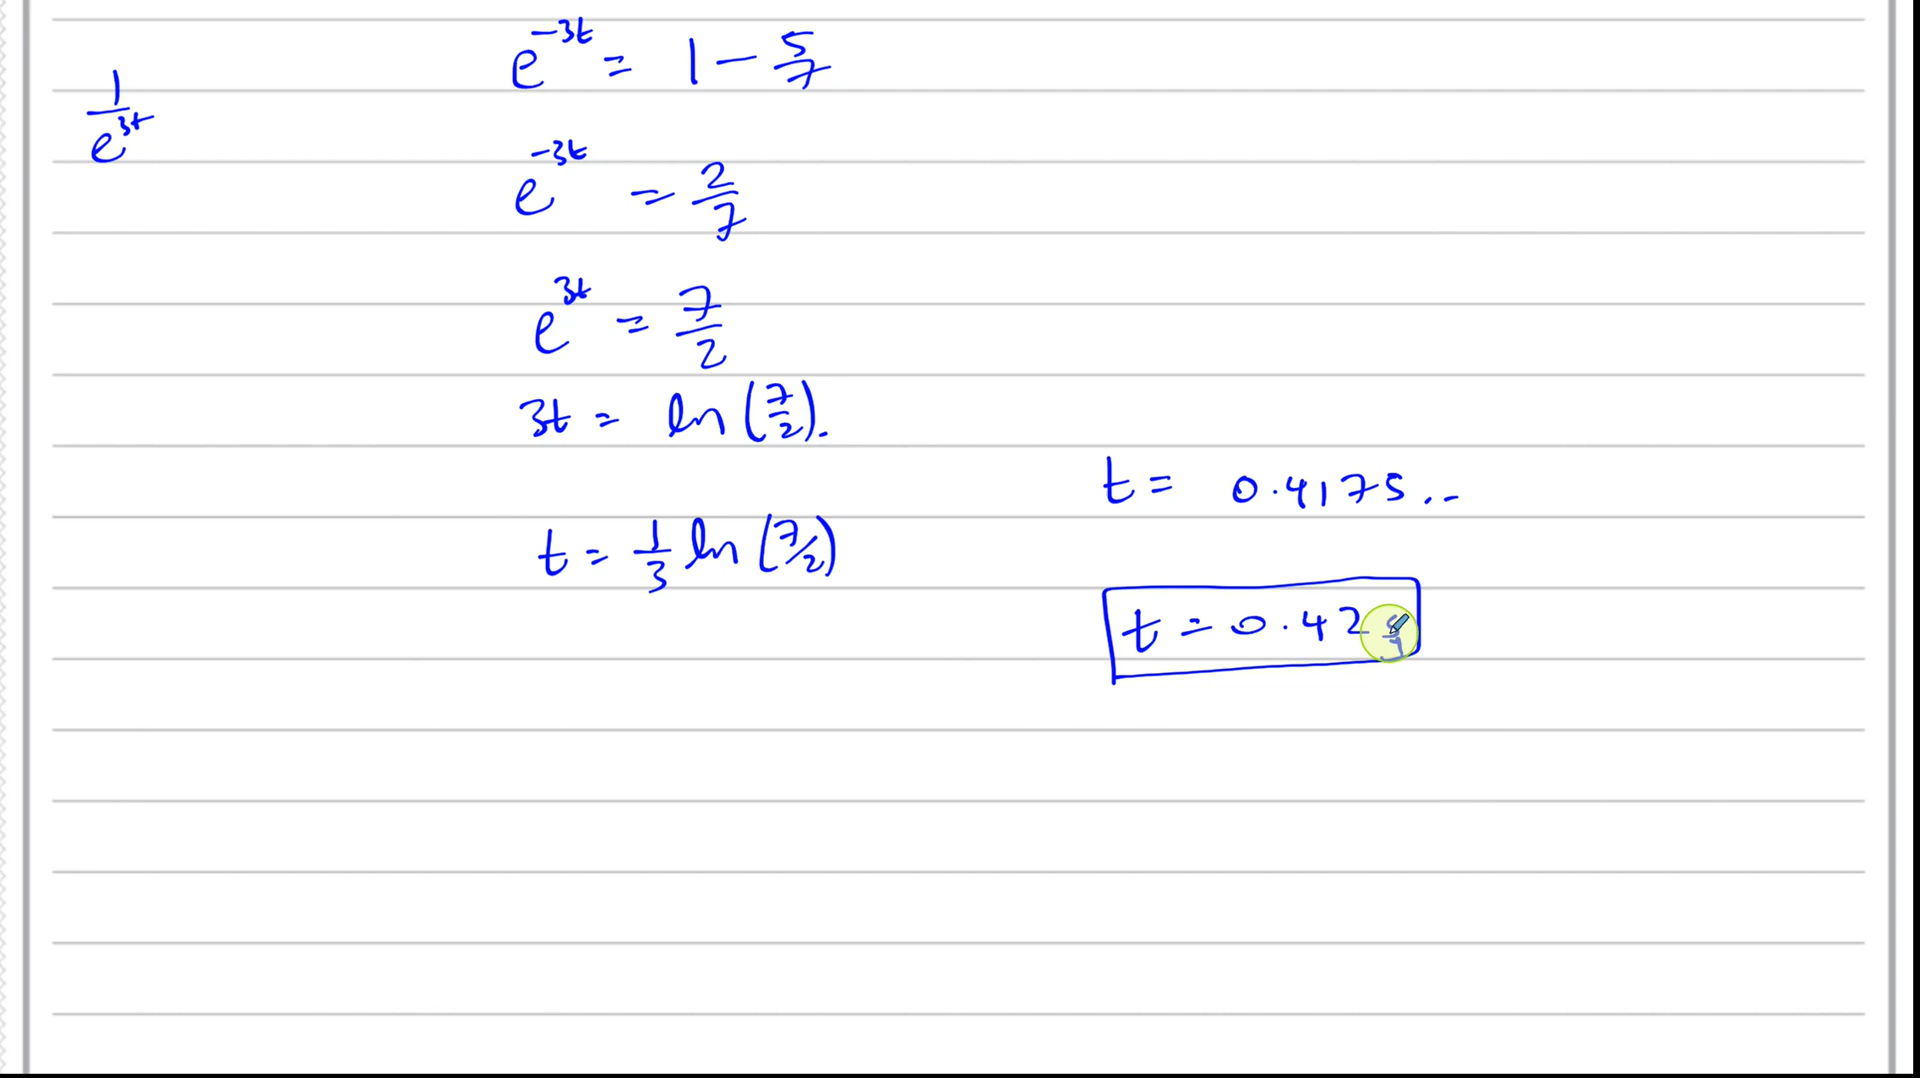 e^{-3t} = 1 - 5/7
1/e^{3t}
e^{-3t} = 2/7
e^{3t} = 7/2
3t = ln (7/2).
t = 0.4175..
t = 1/3 ln (7/2)
t = 0.42